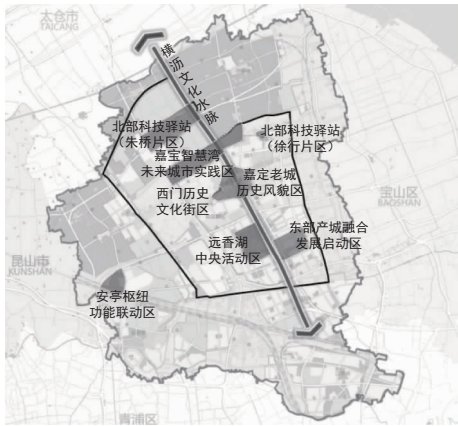 太仓市
TAICANG
横沥文化水脉
北部科技驿站
（朱桥片区）
北部科技驿站
（徐行片区）
嘉宝智慧湾
未来城市实践区
嘉定老城
历史风貌区
西门历史
文化街区
宝山区
BAOSHAN
远香湖
中央活动区
东部产城融合
发展启动区
昆山市
KUNSHAN
安亭枢纽
功能联动区
青浦区